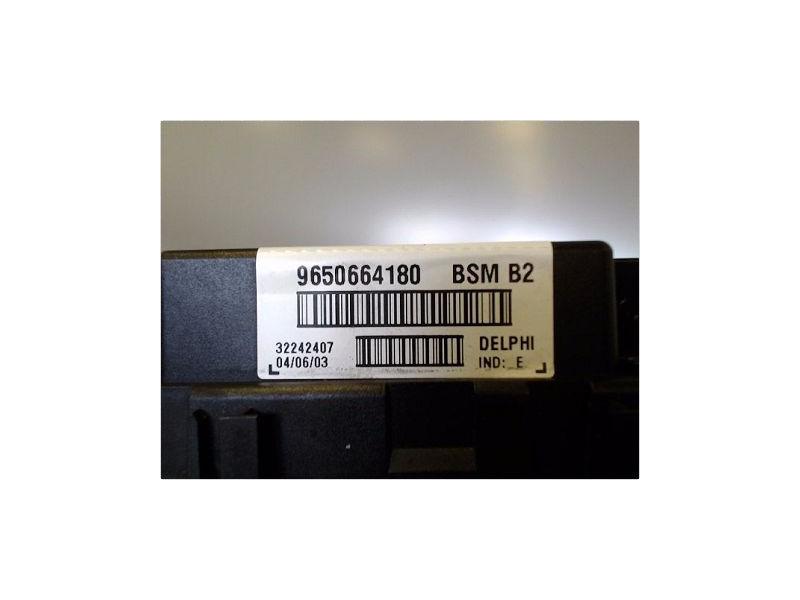 9650664180 BSM B2
32242407 DELPHI
04/06/03 IND: E